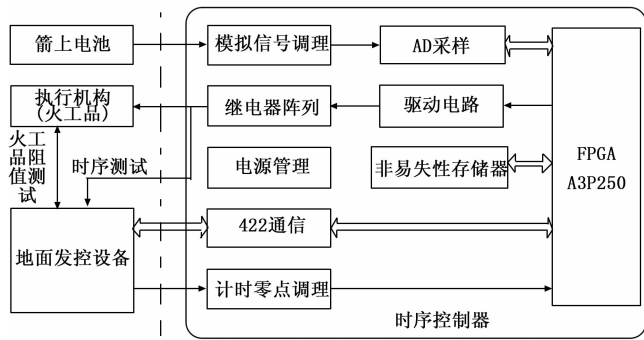 箭上电池
模拟信号调理
AD采样
执行机构
(火工品)
继电器阵列
驱动电路
火工
品阻
值测
试
时序测试
电源管理
非易失性存储器
FPGA
A3P250
地面发控设备
422通信
计时零点调理
时序控制器